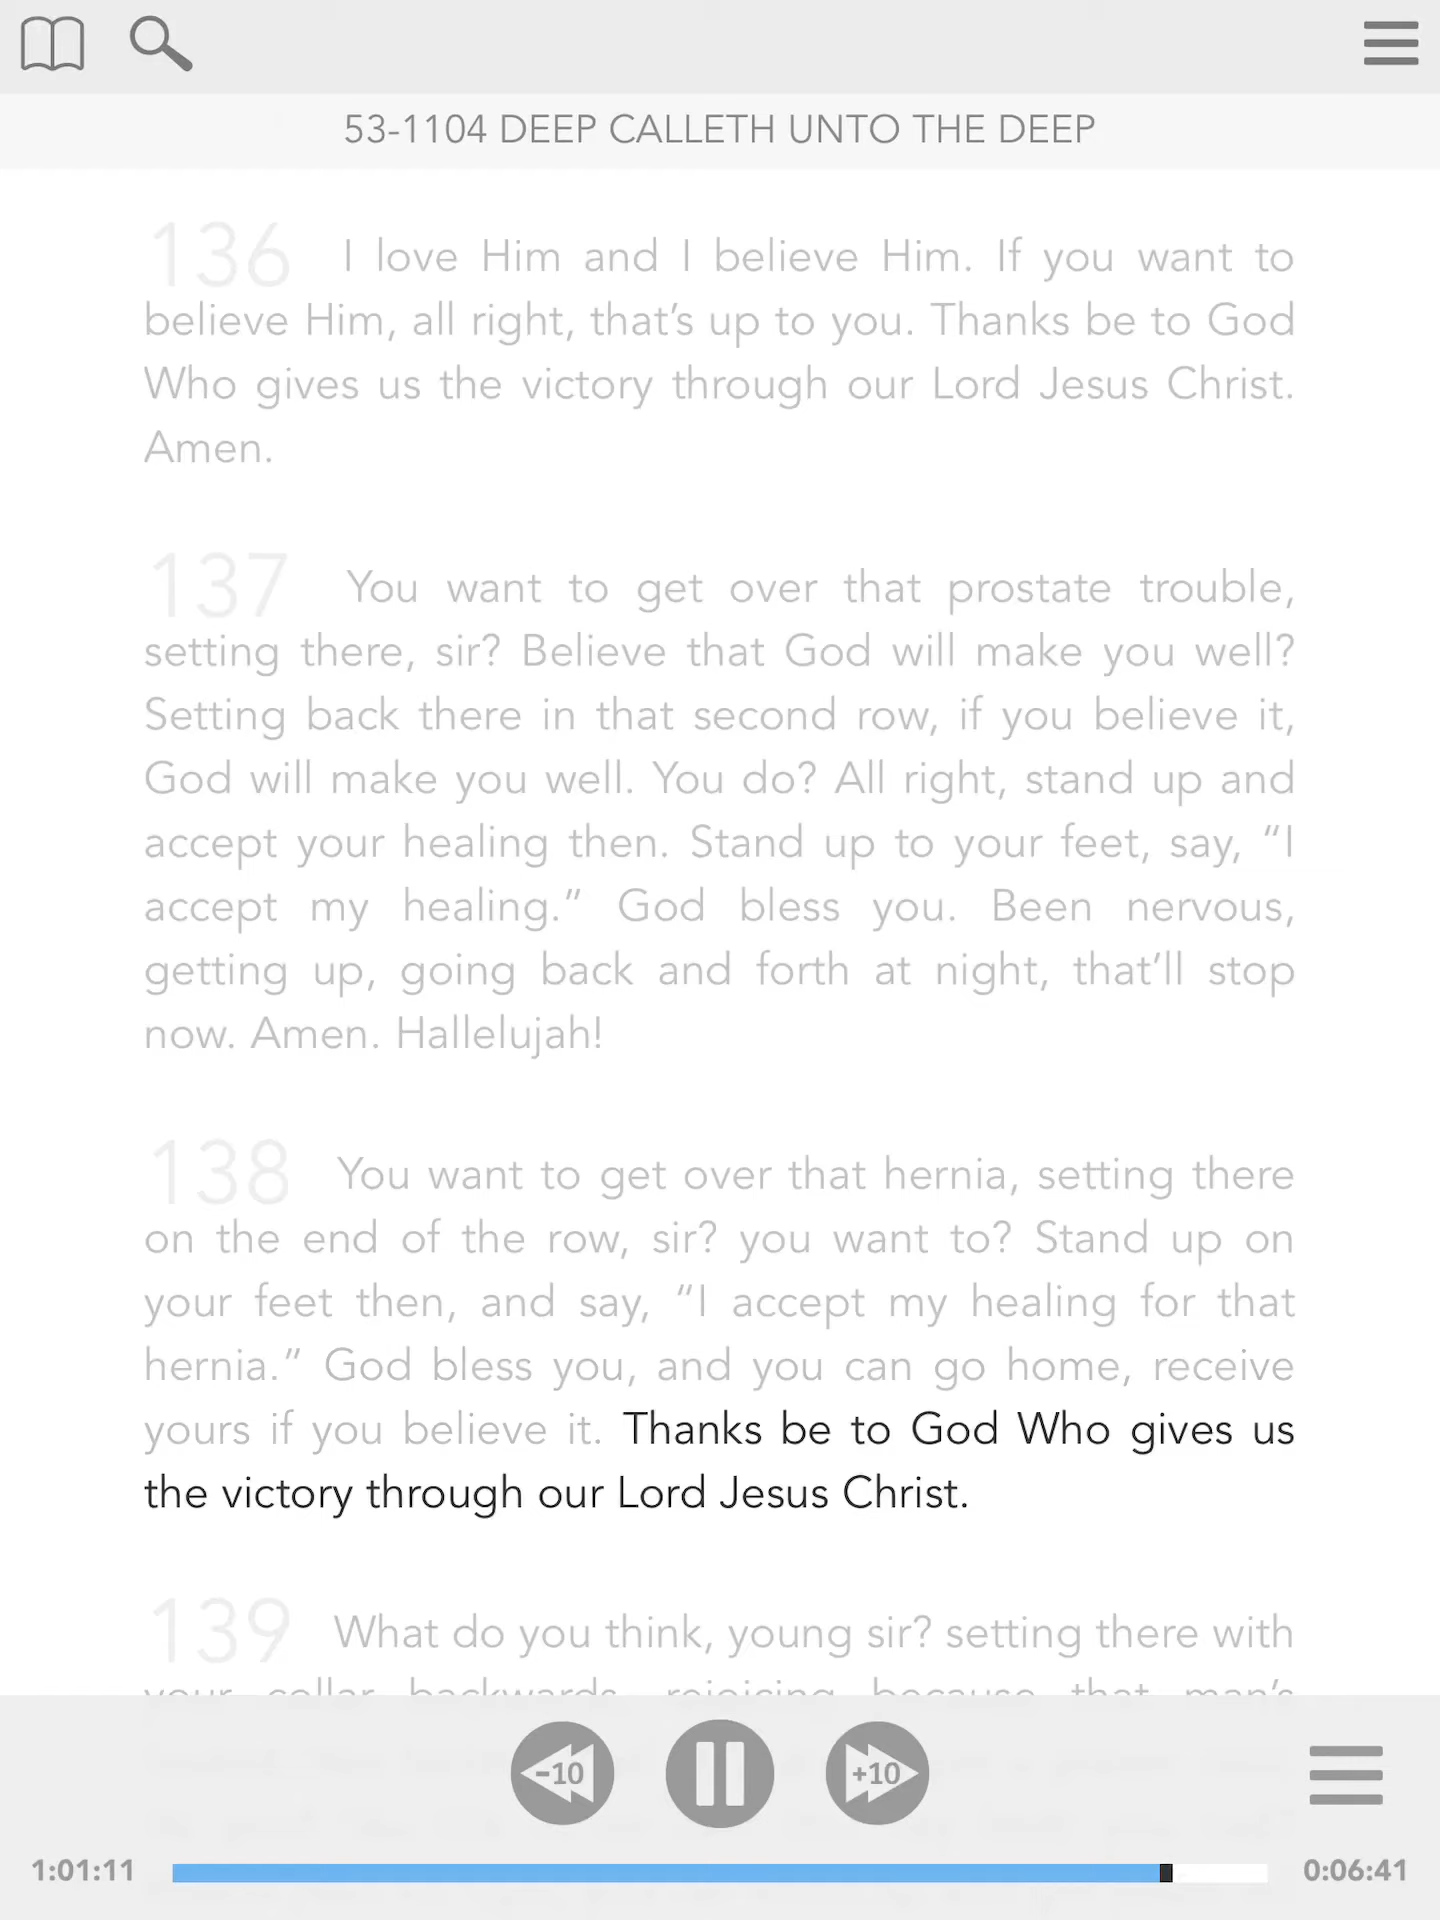 53-1104 DEEP CALLETH UNTO THE DEEP
136 I love Him and I believe Him. If you want to
believe Him, all right, that’s up to you. Thanks be to God
Who gives us the victory through our Lord Jesus Christ.
Amen.
137 You want to get over that prostate trouble,
setting there, sir? Believe that God will make you well?
Setting back there in that second row, if you believe it,
God will make you well. You do? All right, stand up and
accept your healing then. Stand up to your feet, say, “I
accept my healing.” God bless you. Been nervous,
getting up, going back and forth at night, that’ll stop
now. Amen. Hallelujah!
138 You want to get over that hernia, setting there
on the end of the row, sir? you want to? Stand up on
your feet then, and say, “I accept my healing for that
hernia.” God bless you, and you can go home, receive
yours if you believe it. Thanks be to God Who gives us
the victory through our Lord Jesus Christ.
139 What do you think, young sir? setting there with
your collar backwards, rejoicing because that man’s
-10 +10
1:01:11 0:06:41